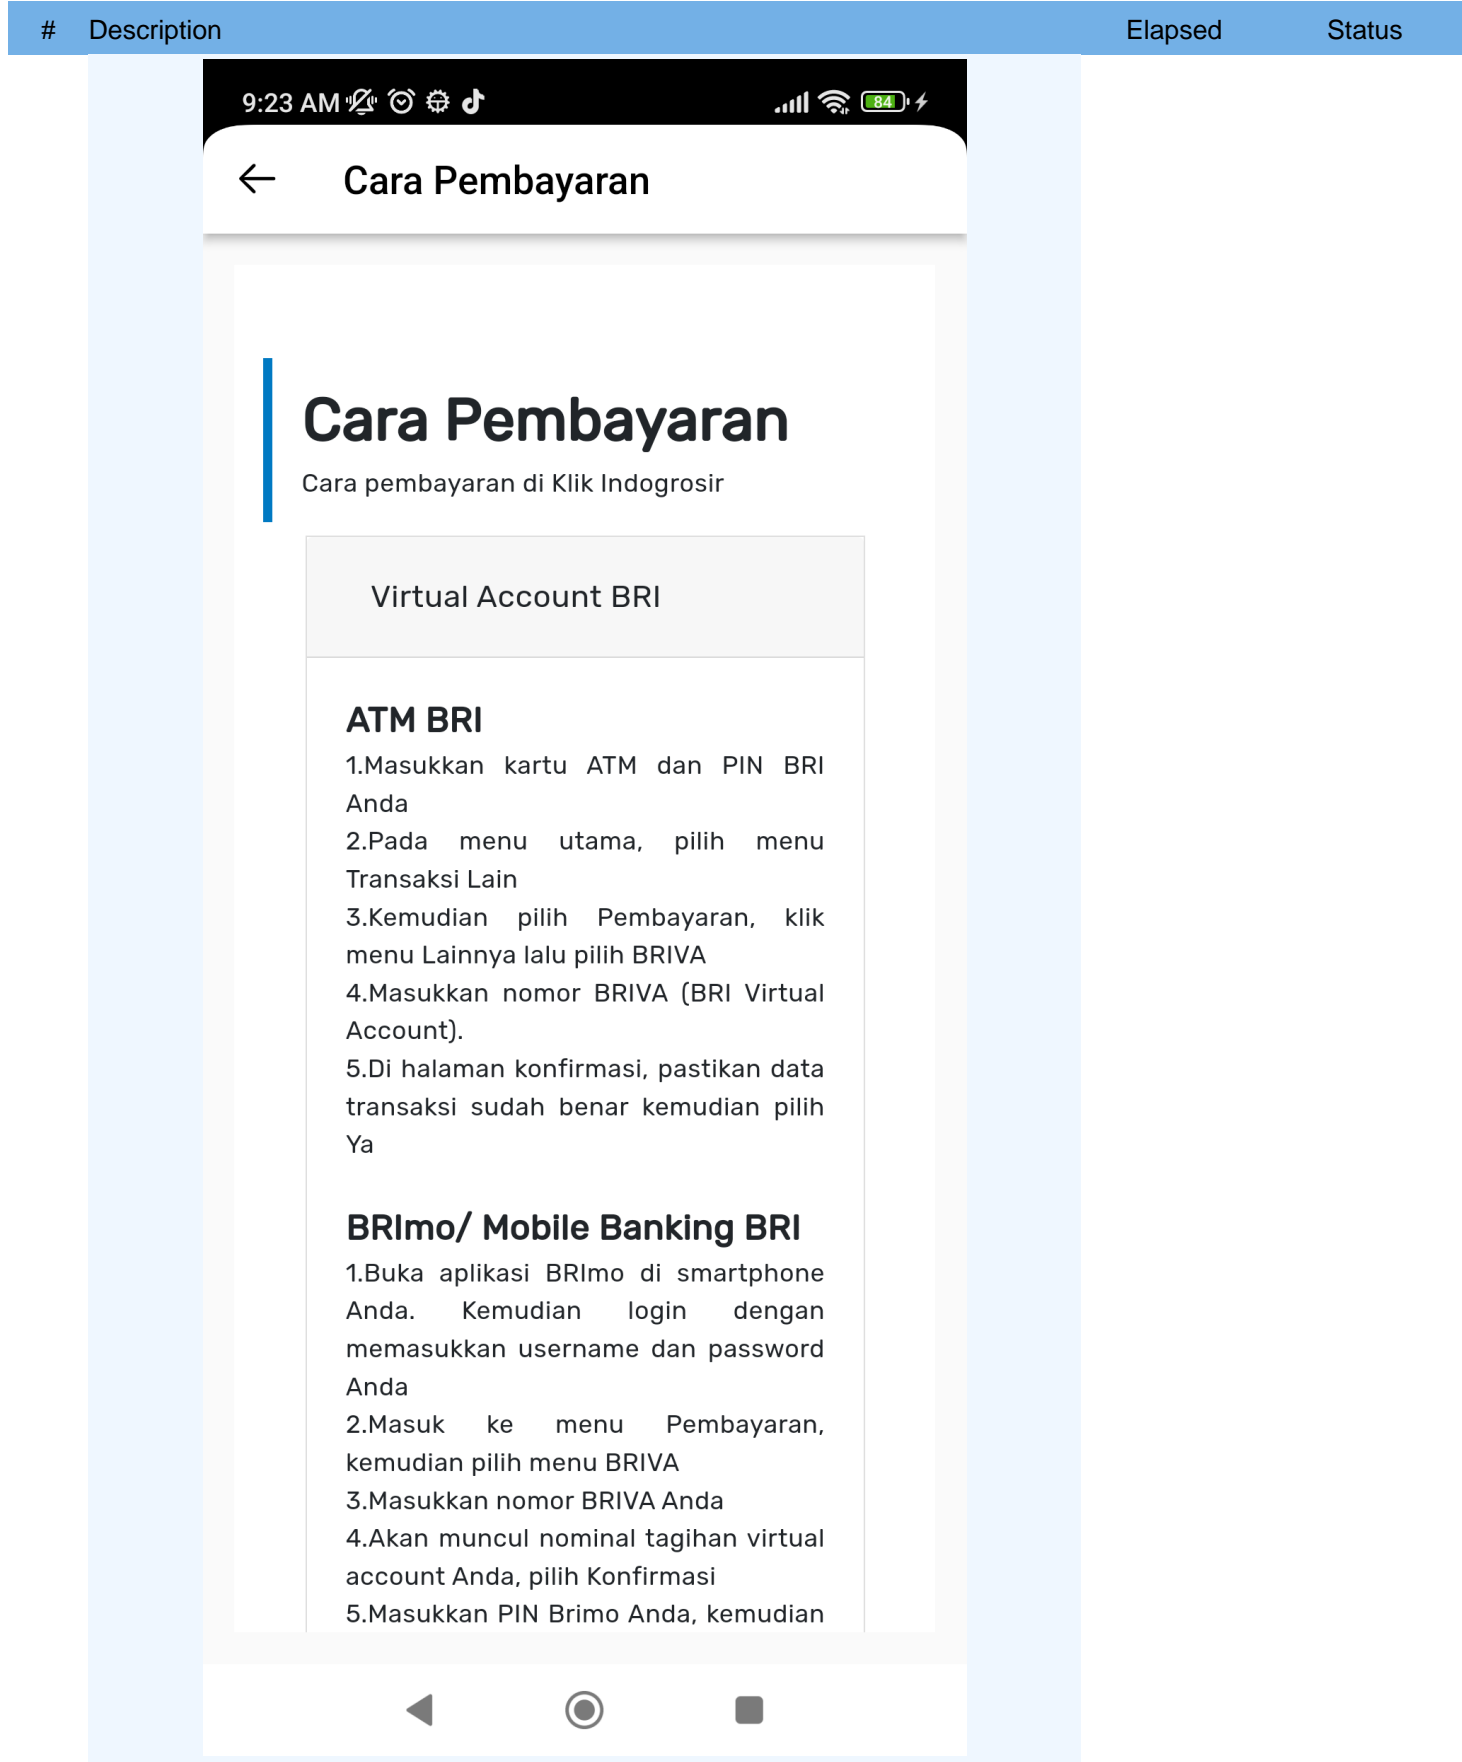 # Description Elapsed Status
9:23 AM 84
Cara Pembayaran
Cara Pembayaran
Cara pembayaran di Klik Indogrosir
Virtual Account BRI
ATM BRI
1.Masukkan kartu ATM dan PIN BRI
Anda
2.Pada menu utama, pilih menu
Transaksi Lain
3.Kemudian pilih Pembayaran, klik
menu Lainnya lalu pilih BRIVA
4.Masukkan nomor BRIVA (BRI Virtual
Account).
5.Di halaman konfirmasi, pastikan data
transaksi sudah benar kemudian pilih
Ya
BRImo/ Mobile Banking BRI
1.Buka aplikasi BRImo di smartphone
Anda. Kemudian login dengan
memasukkan username dan password
Anda
2.Masuk ke menu Pembayaran,
kemudian pilih menu BRIVA
3.Masukkan nomor BRIVA Anda
4.Akan muncul nominal tagihan virtual
account Anda, pilih Konfirmasi
5.Masukkan PIN Brimo Anda, kemudian